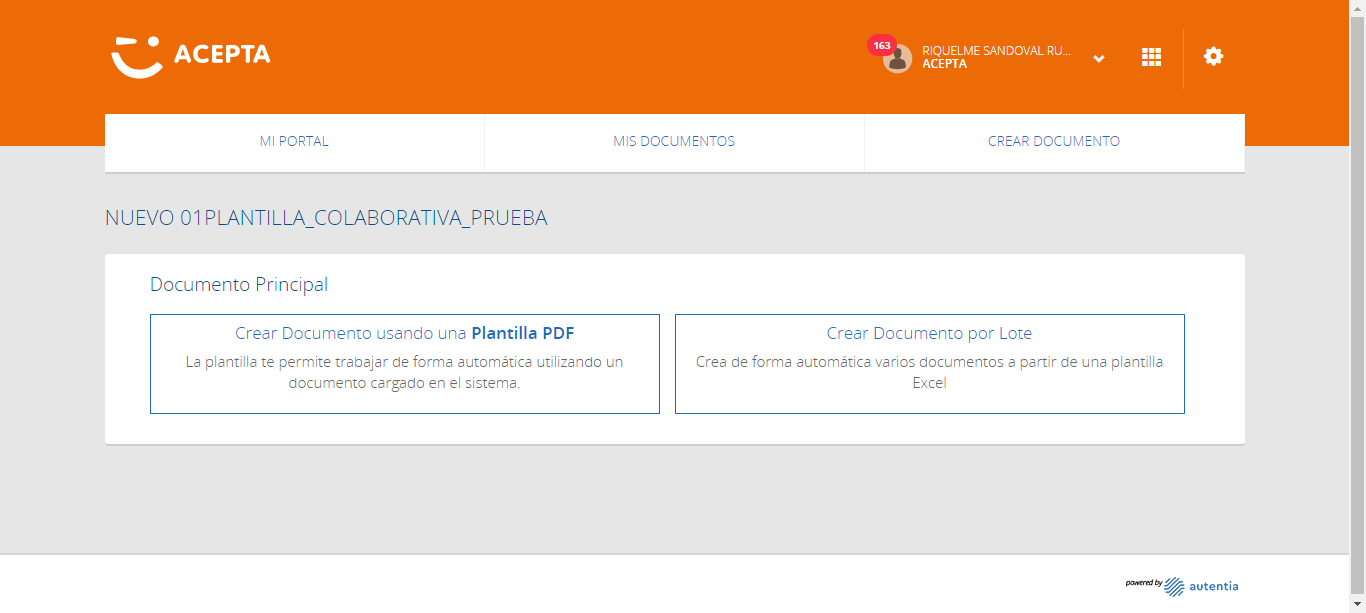 ACEPTA
163
RIQUELME SANDOVAL RU...
ACEPTA
MI PORTAL
MIS DOCUMENTOS
CREAR DOCUMENTO
NUEVO 01PLANTILLA_COLABORATIVA_PRUEBA
Documento Principal
Crear Documento usando una Plantilla PDF
La plantilla te permite trabajar de forma automática utilizando un
documento cargado en el sistema.
Crear Documento por Lote
Crea de forma automática varios documentos a partir de una plantilla
Excel
powered by autentia